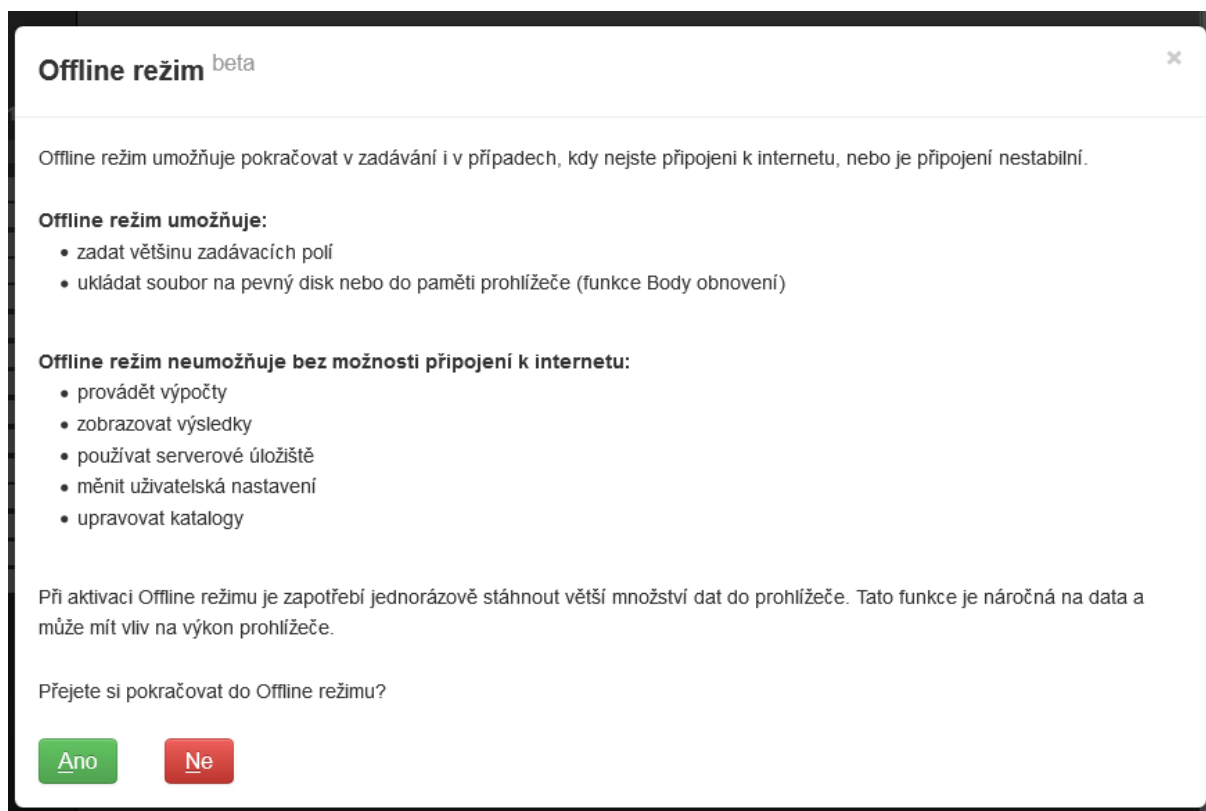 Offline režim beta
×
Offline režim umožňuje pokračovat v zadávání i v případech, kdy nejste připojeni k internetu, nebo je připojení nestabilní.
Offline režim umožňuje:
• zadat většinu zadávacích polí
• ukládat soubor na pevný disk nebo do paměti prohlížeče (funkce Body obnovení)
Offline režim neumožňuje bez možnosti připojení k internetu:
• provádět výpočty
• zobrazovat výsledky
• používat serverové úložiště
• měnit uživatelská nastavení
• upravovat katalogy
Při aktivaci Offline režimu je zapotřebí jednorázově stáhnout větší množství dat do prohlížeče. Tato funkce je náročná na data a
může mít vliv na výkon prohlížeče.
Přejete si pokračovat do Offline režimu?
Ano Ne